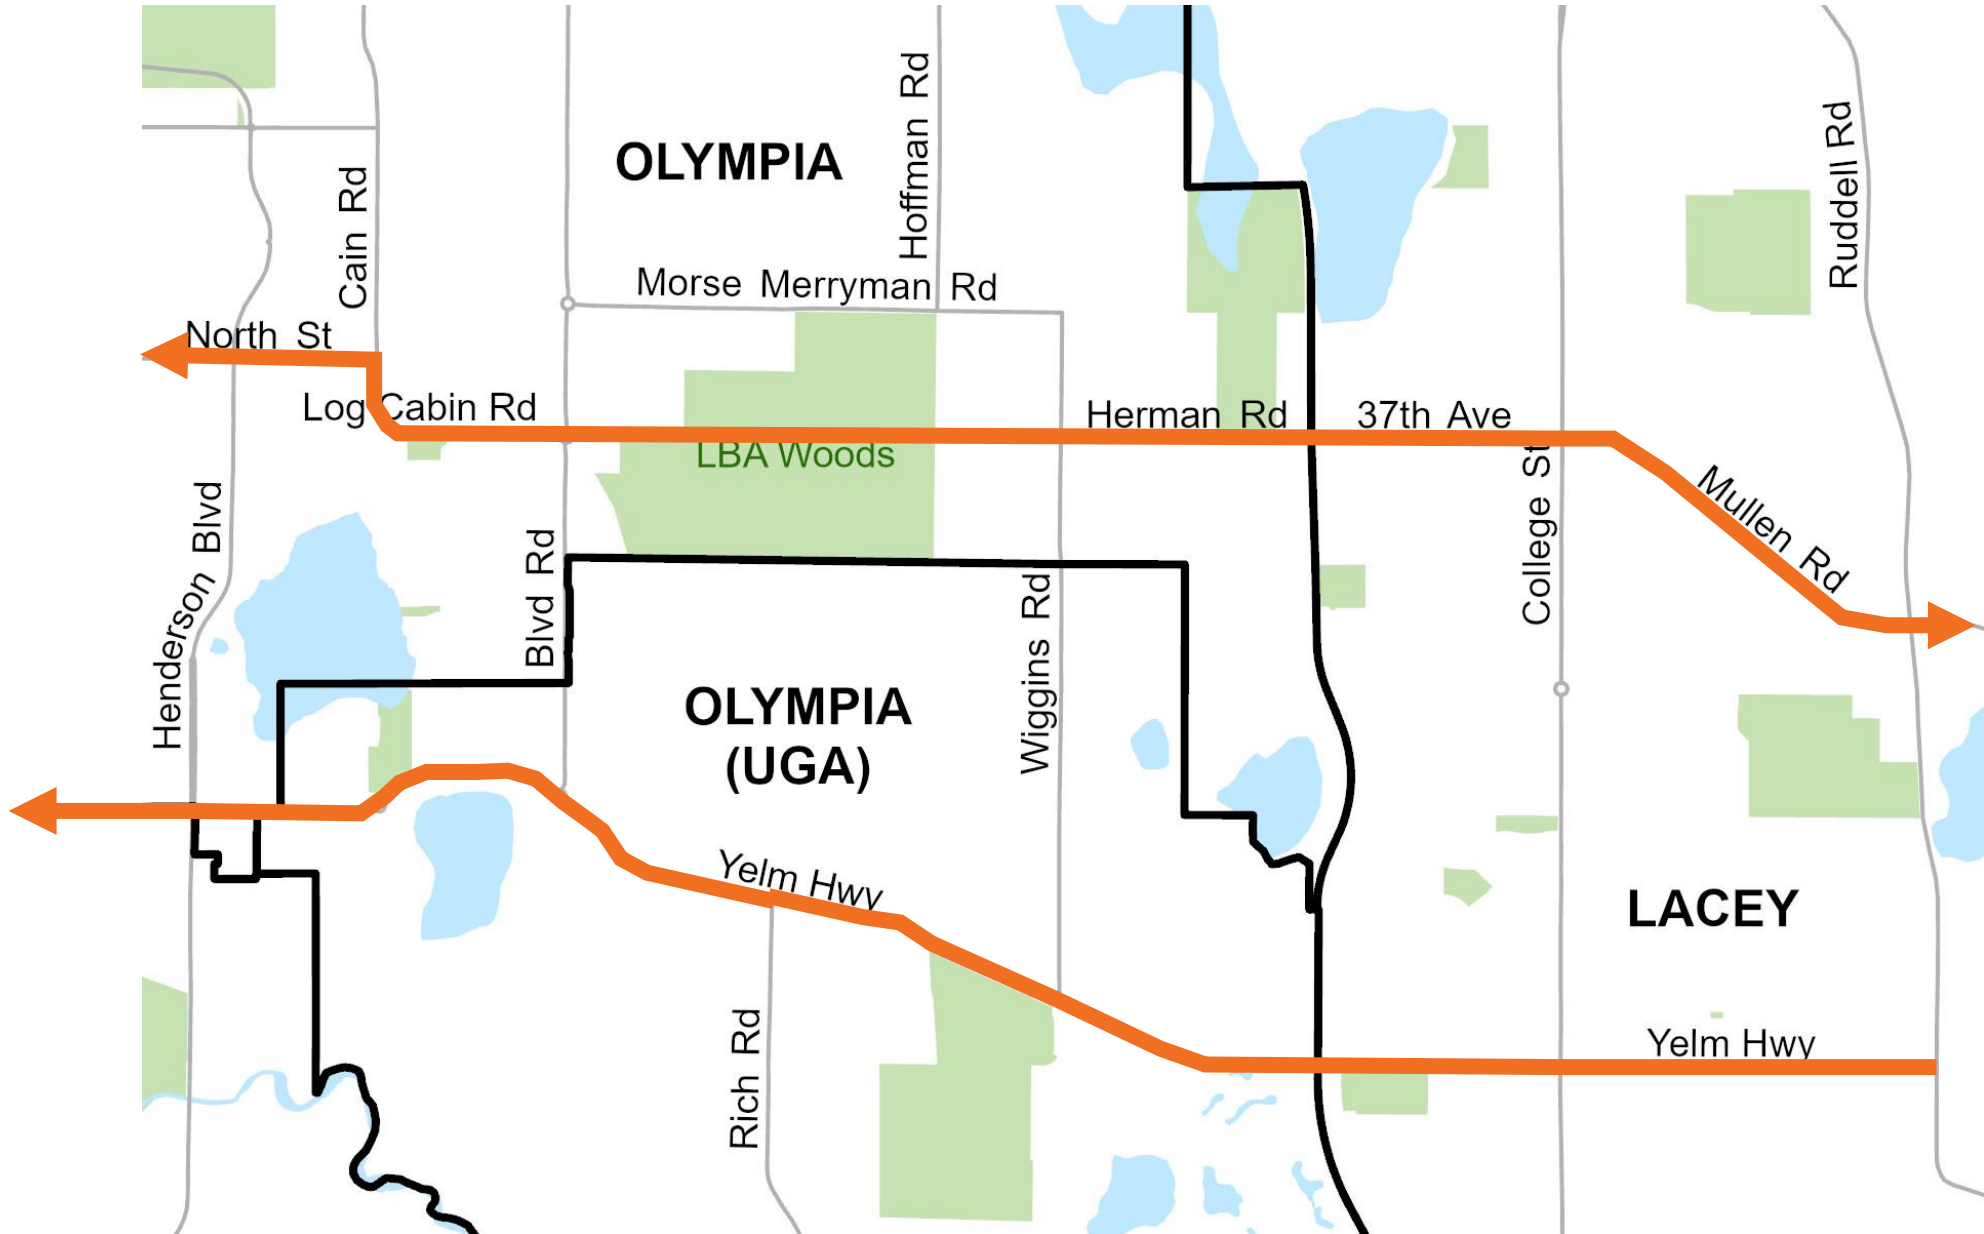 Hoffman Rd
OLYMPIA
Cain Rd
Ruddell Rd
Morse Merryman Rd
North St
Log Cabin Rd
Herman Rd
37th Ave
LBA Woods
College St
Mullen Rd
Henderson Blvd
Blvd Rd
Wiggins Rd
OLYMPIA
(UGA)
Yelm Hwy
LACEY
Rich Rd
Yelm Hwy